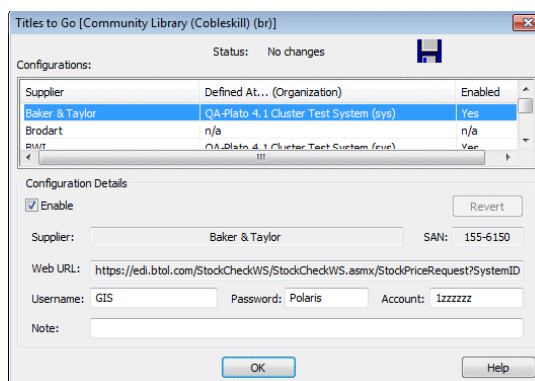 Titles to Go [Community Library (Cobleskill) (br)]
Status: No changes
Configurations:
Supplier Defined At... (Organization) Enabled
Baker & Taylor QA-Plato 4.1 Cluster Test System (sys) Yes
Brodart n/a n/a
BWI QA-Plato 4.1 Cluster Test System (sys) Yes
Configuration Details
Enable Revert
Supplier: Baker & Taylor SAN: 155-6150
Web URL: https://edi.btol.com/StockCheckWS/StockCheckWS.asmx/StockPriceRequest?SystemID
Username: GIS Password: Polaris Account: 1zzzzzz
Note:
OK Help